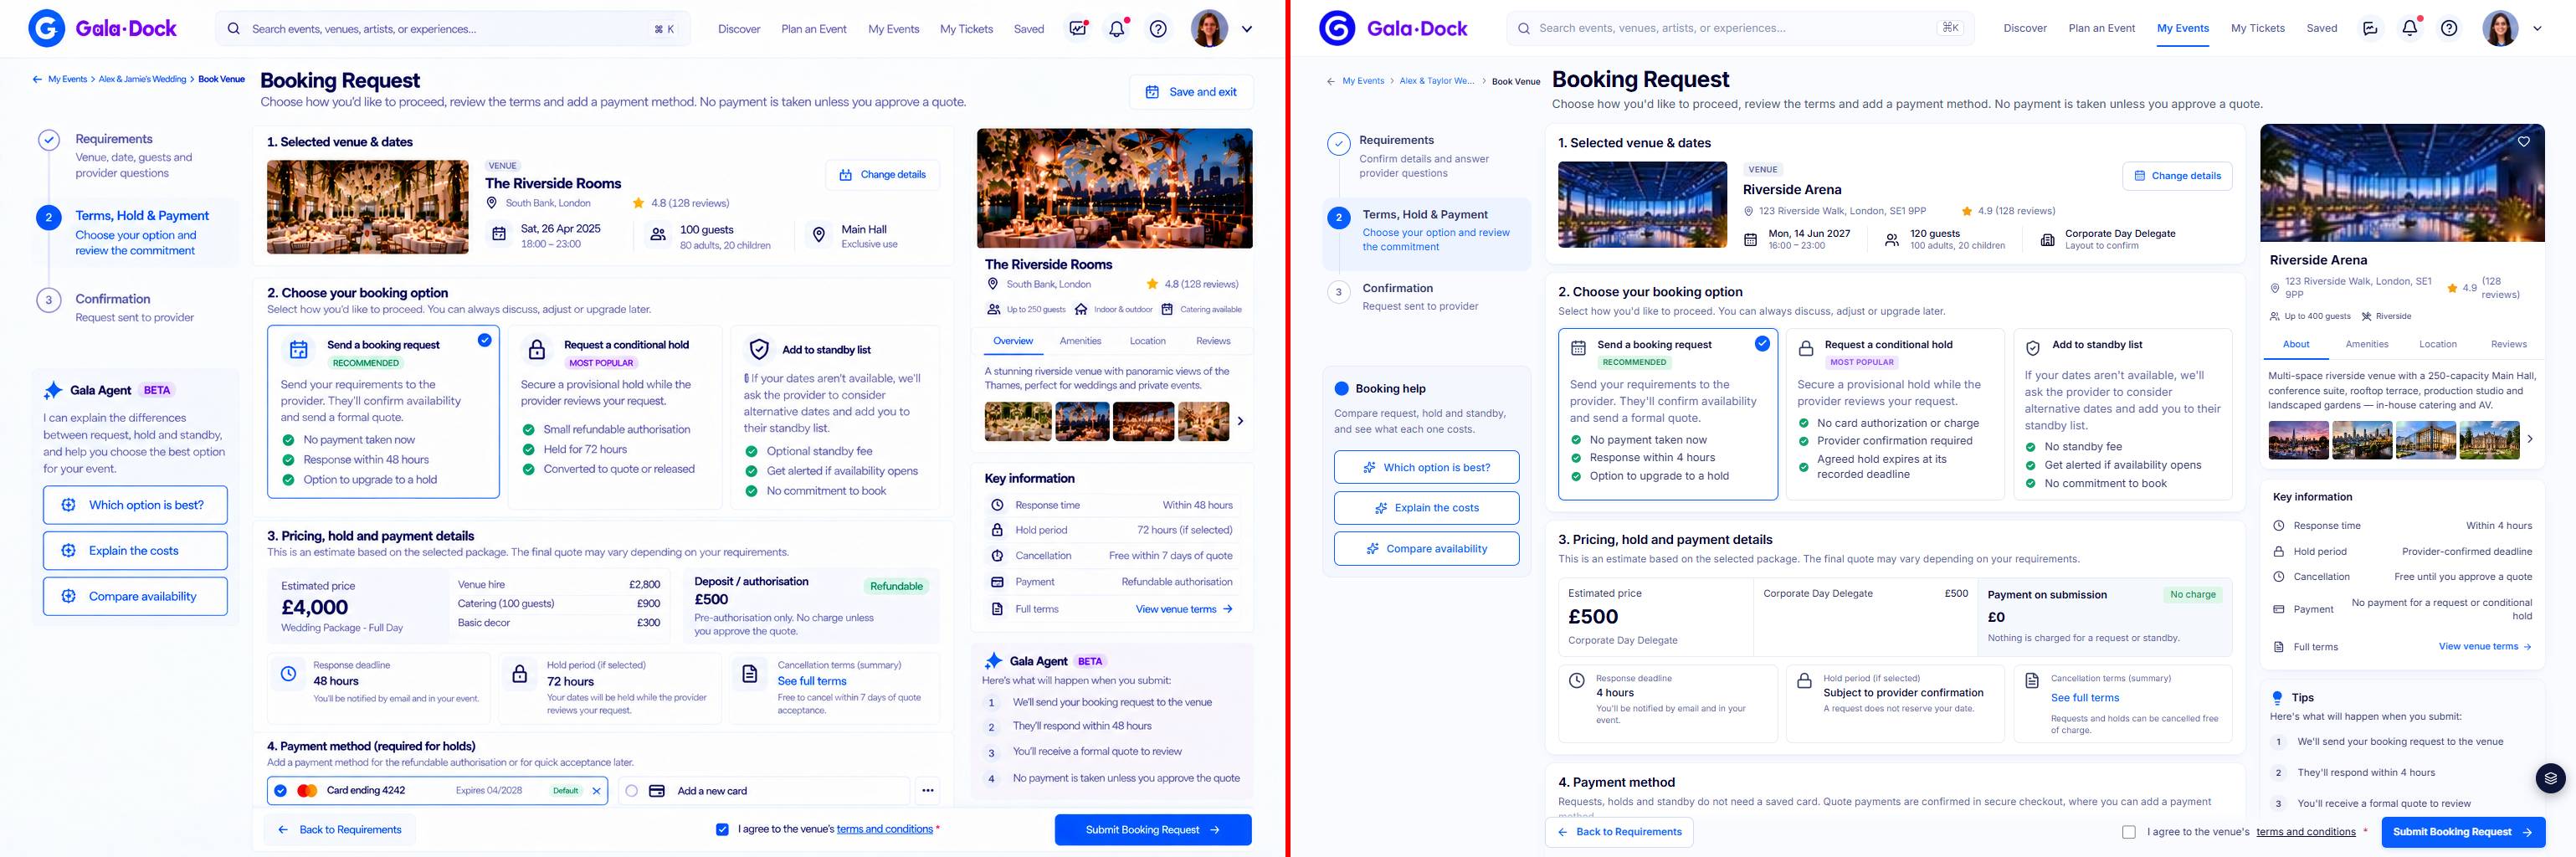 Gala·Dock
Search events, venues, artists, or experiences...
⌘ K
Discover
Plan an Event
My Events
My Tickets
Saved
My Events > Alex & Jamie's Wedding > Book Venue
Booking Request
Choose how you'd like to proceed, review the terms and add a payment method. No payment is taken unless you approve a quote.
Save and exit
Requirements
Venue, date, guests and
provider questions
2
Terms, Hold & Payment
Choose your option and
review the commitment
3
Confirmation
Request sent to provider
Gala Agent BETA
I can explain the differences
between request, hold and standby,
and help you choose the best option
for your event.
Which option is best?
Explain the costs
Compare availability
1. Selected venue & dates
VENUE
The Riverside Rooms
South Bank, London
4.8 (128 reviews)
Change details
Sat, 26 Apr 2025
18:00 – 23:00
100 guests
80 adults, 20 children
Main Hall
Exclusive use
2. Choose your booking option
Select how you'd like to proceed. You can always discuss, adjust or upgrade later.
Send a booking request
RECOMMENDED
Send your requirements to the
provider. They'll confirm availability
and send a formal quote.
No payment taken now
Response within 48 hours
Option to upgrade to a hold
Request a conditional hold
MOST POPULAR
Secure a provisional hold while the
provider reviews your request.
Small refundable authorisation
Held for 72 hours
Converted to quote or released
Add to standby list
If your dates aren't available, we'll
ask the provider to consider
alternative dates and add you to
their standby list.
Optional standby fee
Get alerted if availability opens
No commitment to book
3. Pricing, hold and payment details
This is an estimate based on the selected package. The final quote may vary depending on your requirements.
Estimated price
£4,000
Wedding Package - Full Day
Venue hire £2,800
Catering (100 guests) £900
Basic decor £300
Deposit / authorisation
£500
Refundable
Pre-authorisation only. No charge unless
you approve the quote.
Response deadline
48 hours
You'll be notified by email and in your event.
Hold period (if selected)
72 hours
Your dates will be held while the provider
reviews your request.
Cancellation terms (summary)
See full terms
Free to cancel within 7 days of quote
acceptance.
4. Payment method (required for holds)
Add a payment method for the refundable authorisation or for quick acceptance later.
Card ending 4242
Expires 04/2028
Default
Add a new card
Back to Requirements
I agree to the venue's terms and conditions *
Submit Booking Request
The Riverside Rooms
South Bank, London
4.8 (128 reviews)
Up to 250 guests
Indoor & outdoor
Catering available
Overview
Amenities
Location
Reviews
A stunning riverside venue with panoramic views of the
Thames, perfect for weddings and private events.
Key information
Response time Within 48 hours
Hold period 72 hours (if selected)
Cancellation Free within 7 days of quote
Payment Refundable authorisation
Full terms View venue terms
Gala Agent BETA
Here's what will happen when you submit:
1 We'll send your booking request to the venue
2 They'll respond within 48 hours
3 You'll receive a formal quote to review
4 No payment is taken unless you approve the quote
Gala·Dock
Search events, venues, artists, or experiences...
⌘K
Discover
Plan an Event
My Events
My Tickets
Saved
My Events > Alex & Taylor We... > Book Venue
Booking Request
Choose how you'd like to proceed, review the terms and add a payment method. No payment is taken unless you approve a quote.
Requirements
Confirm details and answer
provider questions
2
Terms, Hold & Payment
Choose your option and review
the commitment
3
Confirmation
Request sent to provider
Booking help
Compare request, hold and standby,
and see what each one costs.
Which option is best?
Explain the costs
Compare availability
1. Selected venue & dates
VENUE
Riverside Arena
123 Riverside Walk, London, SE1 9PP
4.9 (128 reviews)
Change details
Mon, 14 Jun 2027
16:00 – 23:00
120 guests
100 adults, 20 children
Corporate Day Delegate
Layout to confirm
2. Choose your booking option
Select how you'd like to proceed. You can always discuss, adjust or upgrade later.
Send a booking request
RECOMMENDED
Send your requirements to the
provider. They'll confirm availability
and send a formal quote.
No payment taken now
Response within 4 hours
Option to upgrade to a hold
Request a conditional hold
MOST POPULAR
Secure a provisional hold while the
provider reviews your request.
No card authorization or charge
Provider confirmation required
Agreed hold expires at its
recorded deadline
Add to standby list
If your dates aren't available, we'll
ask the provider to consider
alternative dates and add you to their
standby list.
No standby fee
Get alerted if availability opens
No commitment to book
3. Pricing, hold and payment details
This is an estimate based on the selected package. The final quote may vary depending on your requirements.
Estimated price
£500
Corporate Day Delegate
Corporate Day Delegate £500
Payment on submission
£0
No charge
Nothing is charged for a request or standby.
Response deadline
4 hours
You'll be notified by email and in your
event.
Hold period (if selected)
Subject to provider confirmation
A request does not reserve your date.
Cancellation terms (summary)
See full terms
Requests and holds can be cancelled free
of charge.
4. Payment method
Requests, holds and standby do not need a saved card. Quote payments are confirmed in secure checkout, where you can add a payment
method.
Back to Requirements
I agree to the venue's terms and conditions *
Submit Booking Request
Riverside Arena
123 Riverside Walk, London, SE1
9PP
4.9 (128
reviews)
Up to 400 guests
Riverside
About
Amenities
Location
Reviews
Multi-space riverside venue with a 250-capacity Main Hall,
conference suite, rooftop terrace, production studio and
landscaped gardens — in-house catering and AV.
Key information
Response time Within 4 hours
Hold period Provider-confirmed deadline
Cancellation Free until you approve a quote
Payment No payment for a request or conditional
hold
Full terms View venue terms
Tips
Here's what will happen when you submit:
1 We'll send your booking request to the venue
2 They'll respond within 4 hours
3 You'll receive a formal quote to review